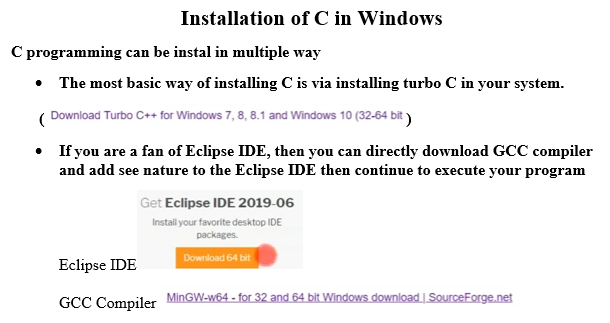 Installation of C in Windows
C programming can be instal in multiple way
• The most basic way of installing C is via installing turbo C in your system.
( Download Turbo C++ for Windows 7, 8, 8.1 and Windows 10 (32-64 bit )
• If you are a fan of Eclipse IDE, then you can directly download GCC compiler
and add see nature to the Eclipse IDE then continue to execute your program
Get Eclipse IDE 2019-06
Install your favorite desktop IDE
packages.
Download 64 bit
Eclipse IDE
GCC Compiler MinGW-w64 - for 32 and 64 bit Windows download | SourceForge.net